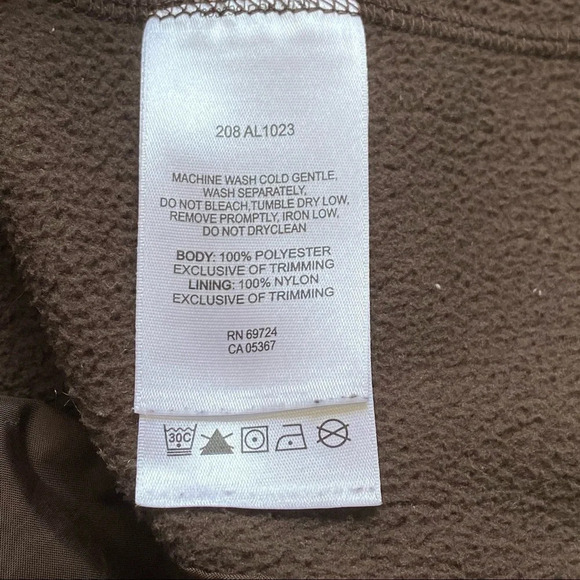 208 AL1023
MACHINE WASH COLD GENTLE,
WASH SEPARATELY,
DO NOT BLEACH,TUMBLE DRY LOW,
REMOVE PROMPTLY, IRON LOW,
DO NOT DRYCLEAN
BODY: 100% POLYESTER
EXCLUSIVE OF TRIMMING
LINING: 100% NYLON
EXCLUSIVE OF TRIMMING
RN 69724
CA 05367
30C